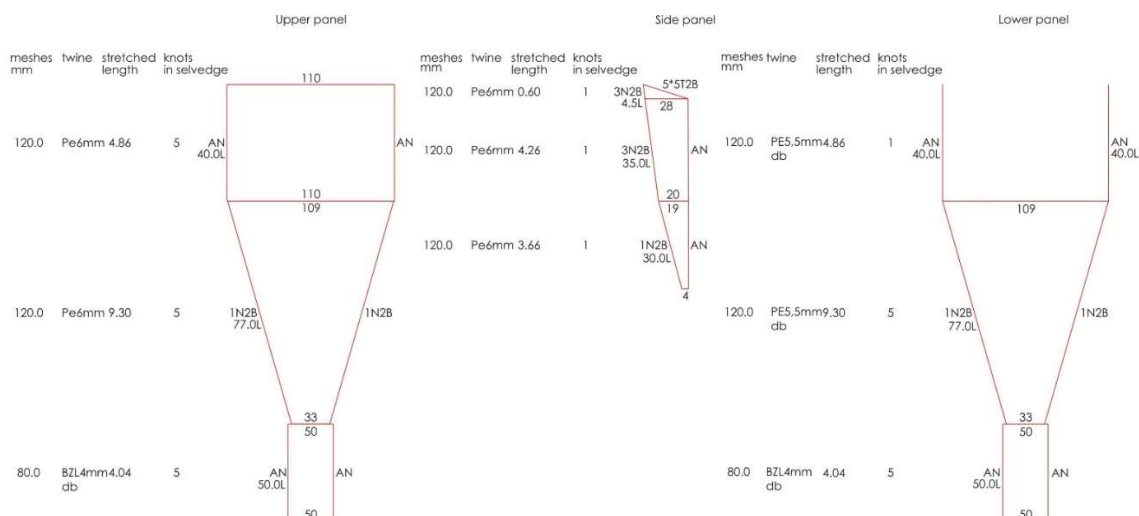 Upper panel
Side panel
Lower panel
meshes twine stretched knots
mm length in selvedge
meshes twine stretched knots
mm length in selvedge
meshes twine stretched knots
mm length in selvedge
110
120.0 Pe6mm 4.86 5 AN AN
40.0L
110
109
120.0 Pe6mm 9.30 5 1N2B 1N2B
77.0L
33
50
80.0 BZL4mm 4.04 5 AN AN
db 50.0L
50
120.0 Pe6mm 0.60 1 3N2B 5*5T2B
4.5L 28
120.0 Pe6mm 4.26 1 3N2B AN
35.0L
20
19
120.0 Pe6mm 3.66 1 1N2B AN
30.0L
4
120.0 PE5,5mm 4.86 1 AN AN
db 40.0L 40.0L
109
120.0 PE5,5mm 9.30 5 1N2B 1N2B
db 77.0L
33
50
80.0 BZL4mm 4.04 5 AN AN
db 50.0L
50